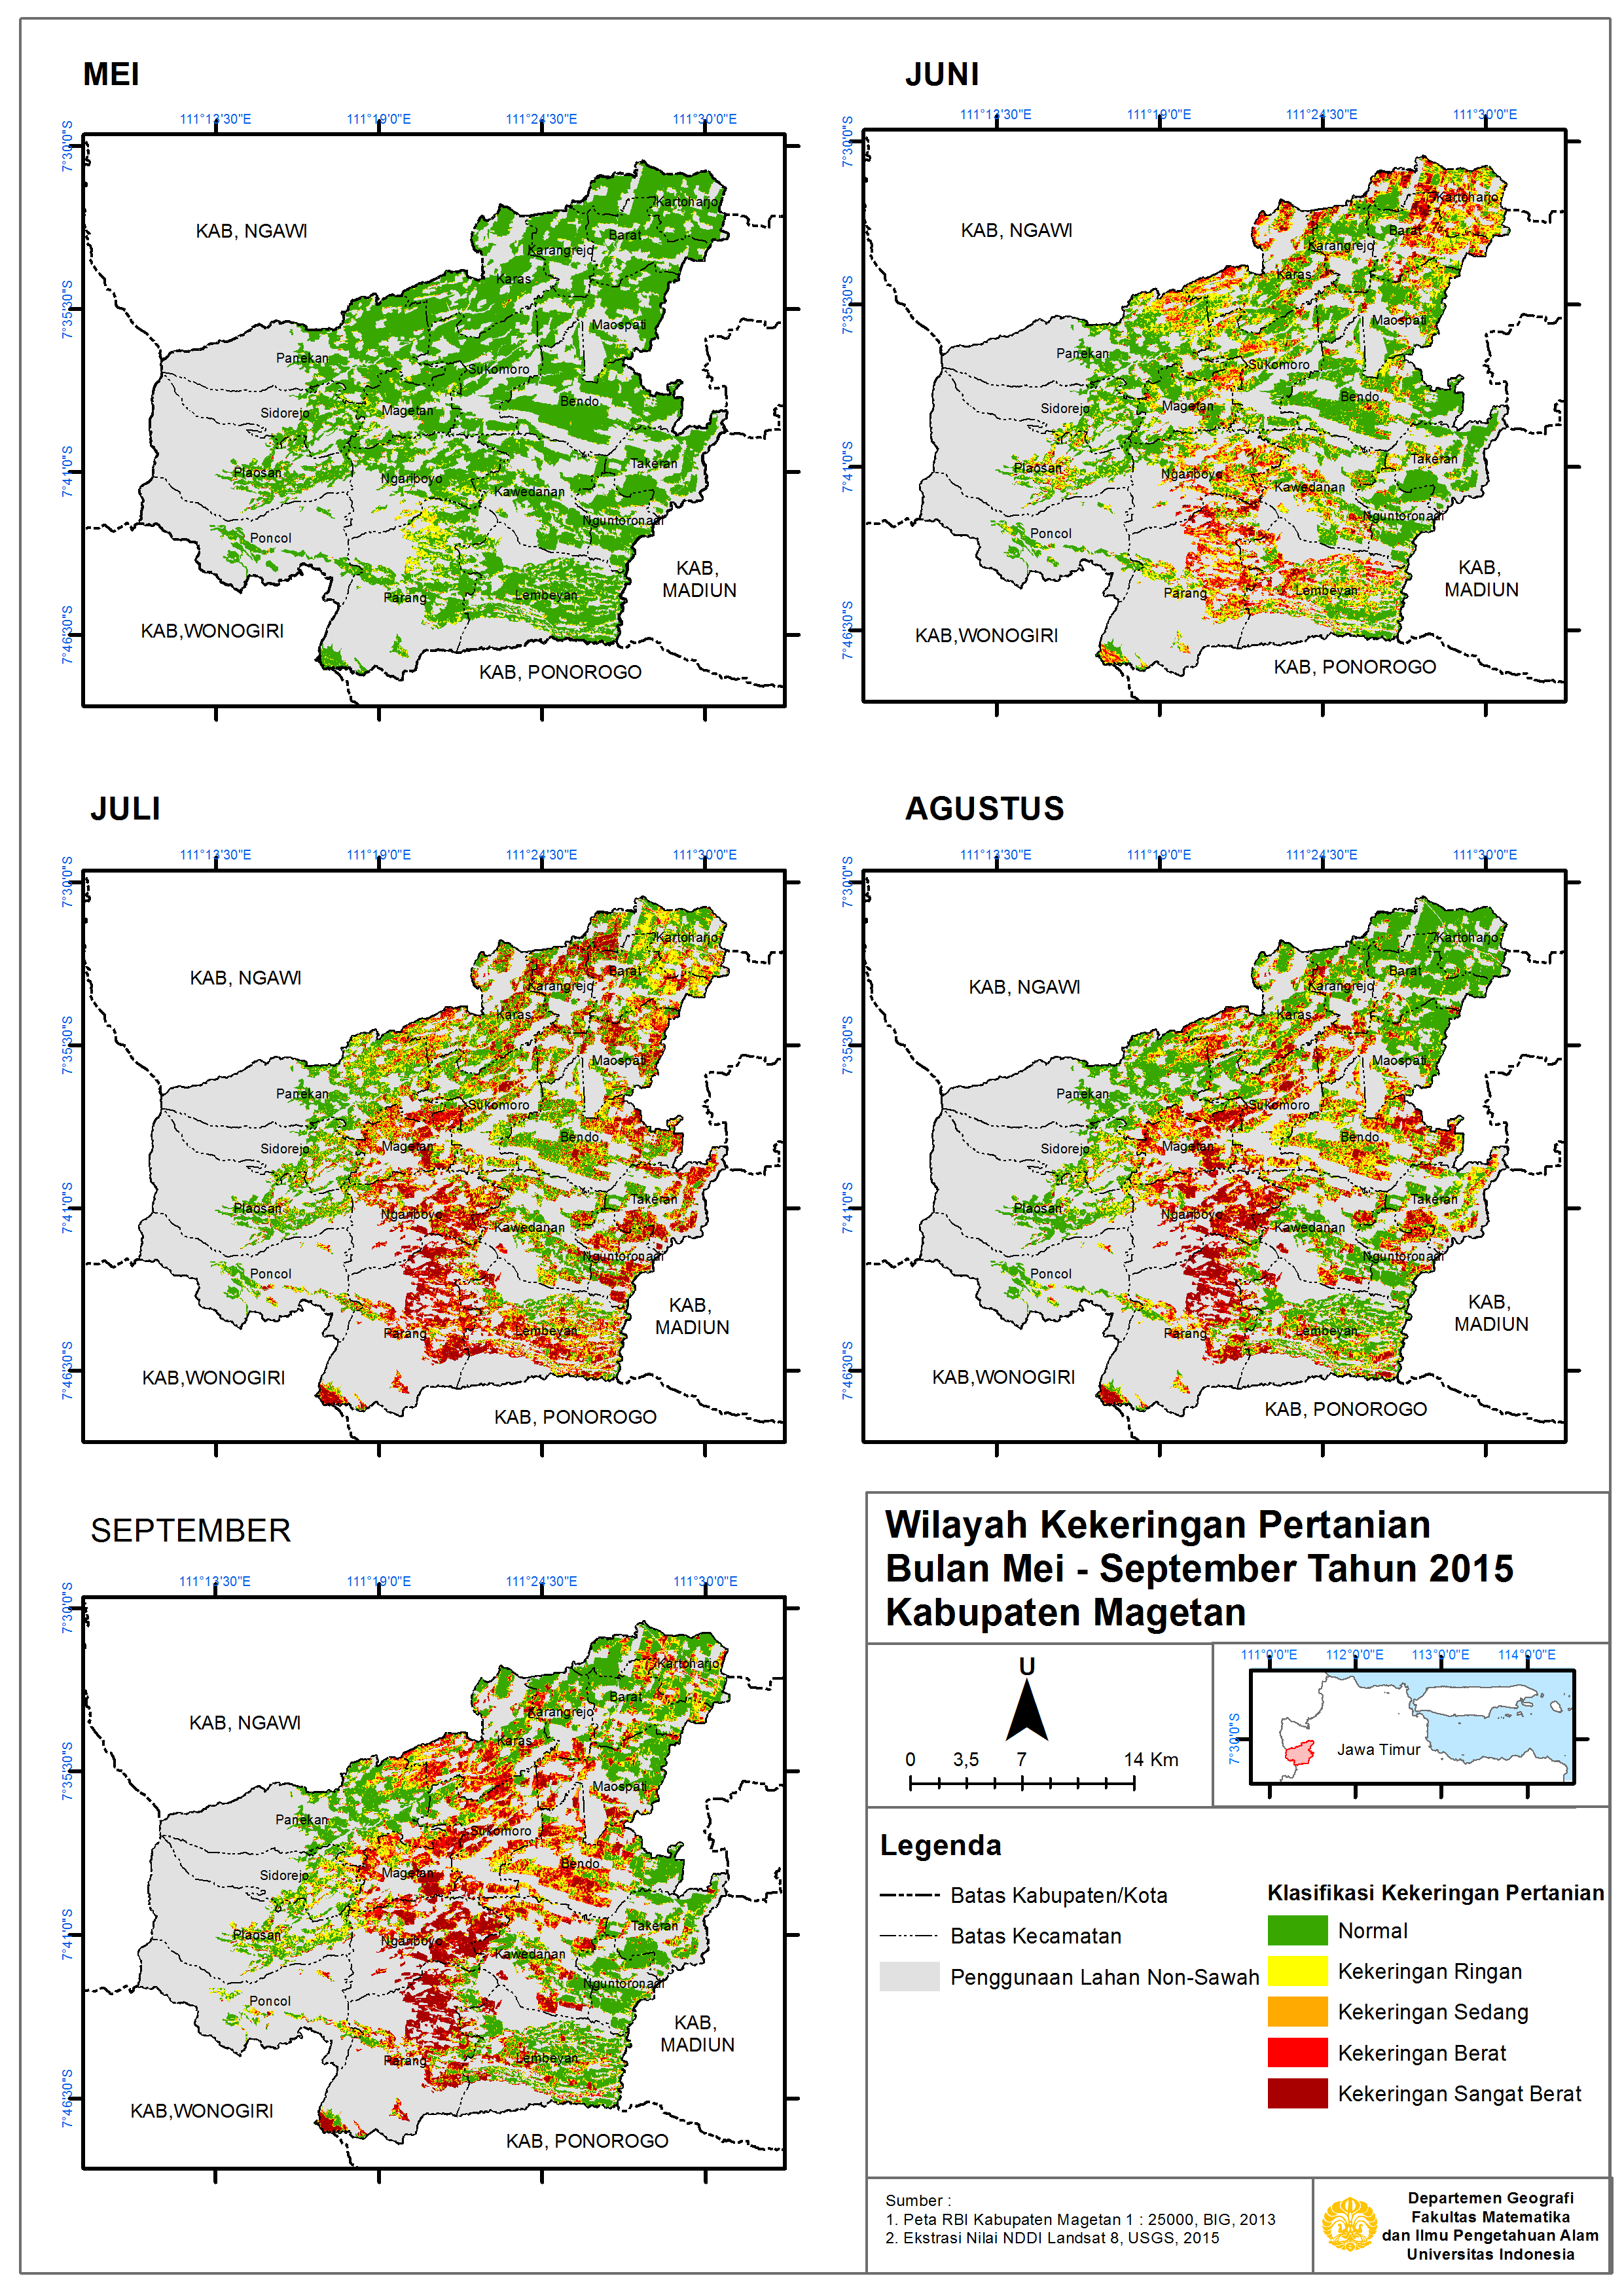 MEI
111°13'30"E 111°19'0"E 111°24'30"E 111°30'0"E
7°30'0"S
7°35'30"S
7°41'0"S
7°46'30"S
KAB, NGAWI
Kartoharjo
Barat
Karangrejo
Karas
Maospati
Panekan
Sukomoro
Bendo
Sidorejo
Magetan
Takeran
Plaosan
Nganboyo
Kawedanan
Nguntoronadi
Poncol
KAB,
MADIUN
Parang
Lembeyan
KAB,WONOGIRI
KAB, PONOROGO
JUNI
111°13'30"E 111°19'0"E 111°24'30"E 111°30'0"E
7°30'0"S
7°35'30"S
7°41'0"S
7°46'30"S
KAB, NGAWI
Kartoharjo
Barat
Karangrejo
Karas
Maospati
Panekan
Sukomoro
Bendo
Sidorejo
Magetan
Takeran
Plaosan
Nganboyo
Kawedanan
Nguntoronadi
Poncol
KAB,
MADIUN
Parang
Lembeyan
KAB,WONOGIRI
KAB, PONOROGO
JULI
111°13'30"E 111°19'0"E 111°24'30"E 111°30'0"E
7°30'0"S
7°35'30"S
7°41'0"S
7°46'30"S
KAB, NGAWI
Kartoharjo
Barat
Karangrejo
Karas
Maospati
Panekan
Sukomoro
Bendo
Sidorejo
Magetan
Takeran
Plaosan
Nganboyo
Kawedanan
Nguntoronadi
Poncol
KAB,
MADIUN
Parang
Lembeyan
KAB,WONOGIRI
KAB, PONOROGO
AGUSTUS
111°13'30"E 111°19'0"E 111°24'30"E 111°30'0"E
7°30'0"S
7°35'30"S
7°41'0"S
7°46'30"S
KAB, NGAWI
Kartoharjo
Barat
Karangrejo
Karas
Maospati
Panekan
Sukomoro
Bendo
Sidorejo
Magetan
Takeran
Plaosan
Nganboyo
Kawedanan
Nguntoronadi
Poncol
KAB,
MADIUN
Parang
Lembeyan
KAB,WONOGIRI
KAB, PONOROGO
SEPTEMBER
111°13'30"E 111°19'0"E 111°24'30"E 111°30'0"E
7°30'0"S
7°35'30"S
7°41'0"S
7°46'30"S
KAB, NGAWI
Kartoharjo
Barat
Karangrejo
Karas
Maospati
Panekan
Sukomoro
Bendo
Sidorejo
Magetan
Takeran
Plaosan
Nganboyo
Kawedanan
Nguntoronadi
Poncol
KAB,
MADIUN
Parang
Lembeyan
KAB,WONOGIRI
KAB, PONOROGO
Wilayah Kekeringan Pertanian
Bulan Mei - September Tahun 2015
Kabupaten Magetan
U
0 3,5 7 14 Km
111°0'0"E 112°0'0"E 113°0'0"E 114°0'0"E
7°30'0"S
Jawa Timur
Legenda
Batas Kabupaten/Kota
Batas Kecamatan
Penggunaan Lahan Non-Sawah
Klasifikasi Kekeringan Pertanian
Normal
Kekeringan Ringan
Kekeringan Sedang
Kekeringan Berat
Kekeringan Sangat Berat
Sumber :
1. Peta RBI Kabupaten Magetan 1 : 25000, BIG, 2013
2. Ekstrasi Nilai NDDI Landsat 8, USGS, 2015
Departemen Geografi
Fakultas Matematika
dan Ilmu Pengetahuan Alam
Universitas Indonesia